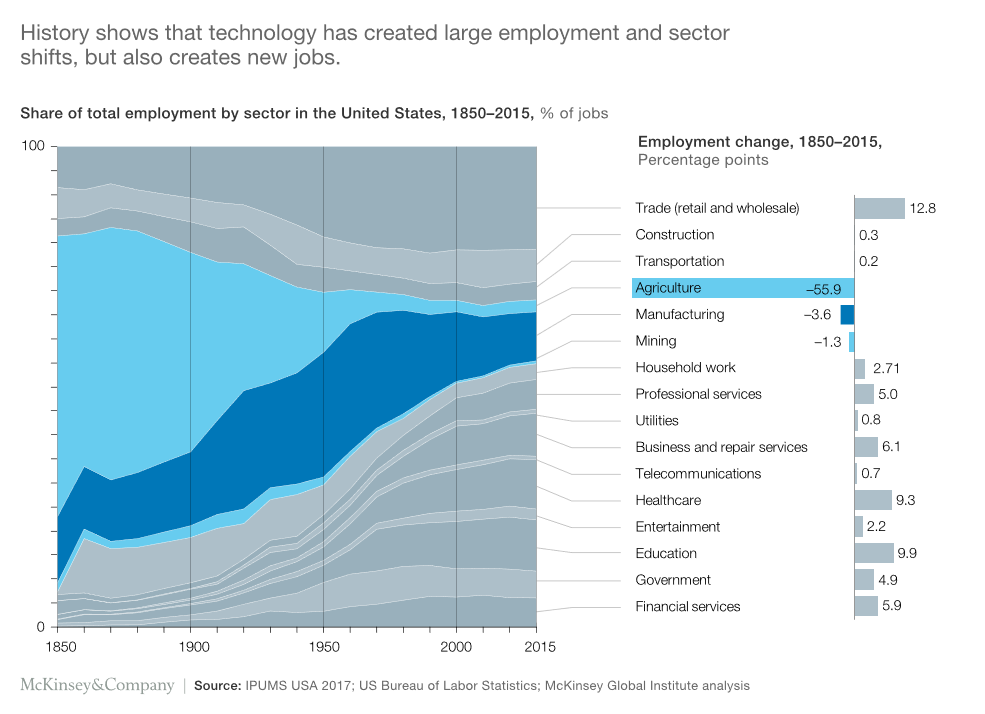 History shows that technology has created large employment and sector
shifts, but also creates new jobs.
Share of total employment by sector in the United States, 1850–2015, % of jobs
100
0
1850
1900
1950
2000
2015
Employment change, 1850–2015,
Percentage points
Trade (retail and wholesale) 12.8
Construction 0.3
Transportation 0.2
Agriculture –55.9
Manufacturing –3.6
Mining –1.3
Household work 2.71
Professional services 5.0
Utilities 0.8
Business and repair services 6.1
Telecommunications 0.7
Healthcare 9.3
Entertainment 2.2
Education 9.9
Government 4.9
Financial services 5.9
McKinsey&Company | Source: IPUMS USA 2017; US Bureau of Labor Statistics; McKinsey Global Institute analysis